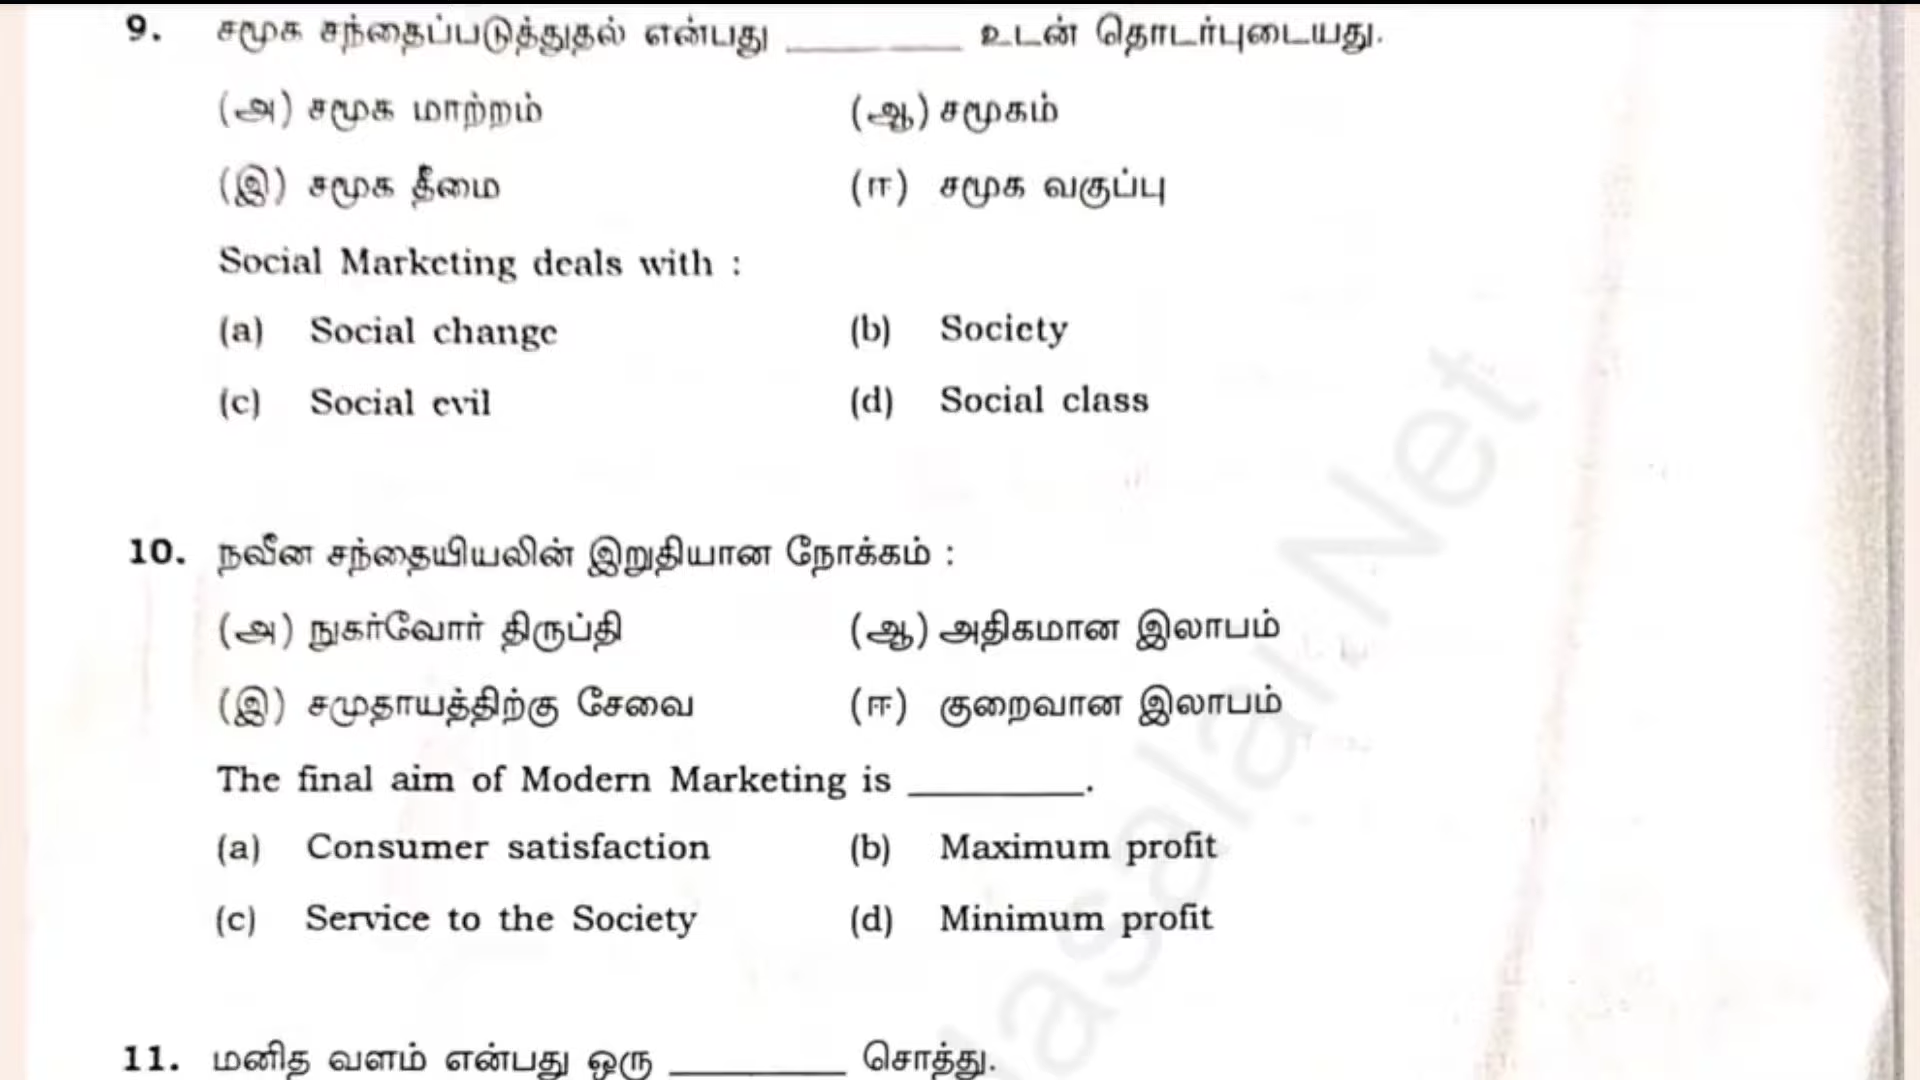 9. சமூக சந்தைப்படுத்துதல் என்பது ________ உடன் தொடர்புடையது.
(அ) சமூக மாற்றம் (ஆ) சமூகம்
(இ) சமூக தீமை (ஈ) சமூக வகுப்பு
Social Marketing deals with :
(a) Social change (b) Society
(c) Social evil (d) Social class
10. நவீன சந்தையியலின் இறுதியான நோக்கம் :
(அ) நுகர்வோர் திருப்தி (ஆ) அதிகமான இலாபம்
(இ) சமுதாயத்திற்கு சேவை (ஈ) குறைவான இலாபம்
The final aim of Modern Marketing is ________.
(a) Consumer satisfaction (b) Maximum profit
(c) Service to the Society (d) Minimum profit
11. மனித வளம் என்பது ஒரு ________ சொத்து.
asalai.Net